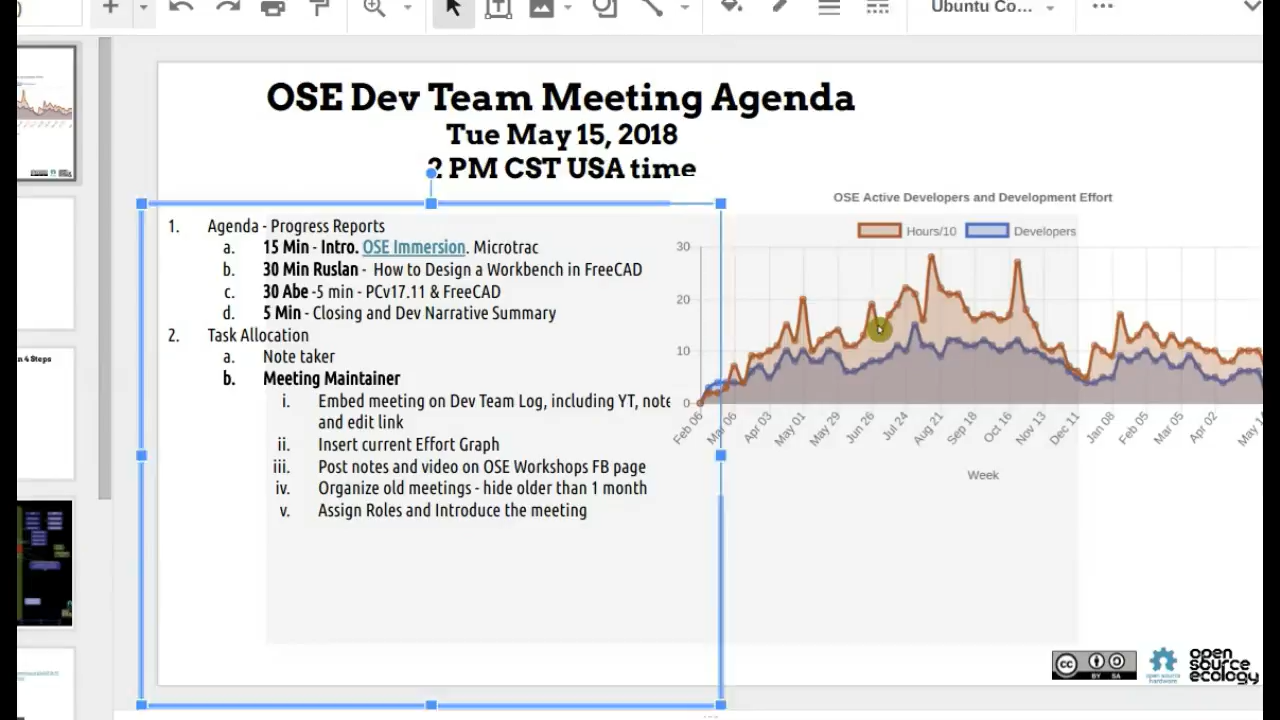 Ubuntu Co...
OSE Dev Team Meeting Agenda
Tue May 15, 2018
2 PM CST USA time
1. Agenda - Progress Reports
a. 15 Min - Intro. OSE Immersion. Microtrac
b. 30 Min Ruslan - How to Design a Workbench in FreeCAD
c. 30 Abe -5 min - PCv17.11 & FreeCAD
d. 5 Min - Closing and Dev Narrative Summary
2. Task Allocation
a. Note taker
b. Meeting Maintainer
i. Embed meeting on Dev Team Log, including YT, note
and edit link
ii. Insert current Effort Graph
iii. Post notes and video on OSE Workshops FB page
iv. Organize old meetings - hide older than 1 month
v. Assign Roles and Introduce the meeting
OSE Active Developers and Development Effort
Hours/10 Developers
30
20
10
0
Feb 06 Mar 06 Apr 03 May 01 May 29 Jun 26 Jul 24 Aug 21 Sep 18 Oct 16 Nov 13 Dec 11 Jan 08 Feb 05 Mar 05 Apr 02 May 1
Week
cc BY SA
open source hardware
open
source
ecology
n 4 Steps